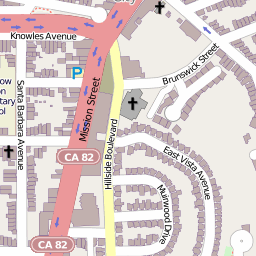 Knowles Avenue
P
Brunswick Street
Mission Street
Santa Barbara Avenue
Hillside Boulevard
CA 82
East Vista Avenue
Muirwood Drive
CA 82